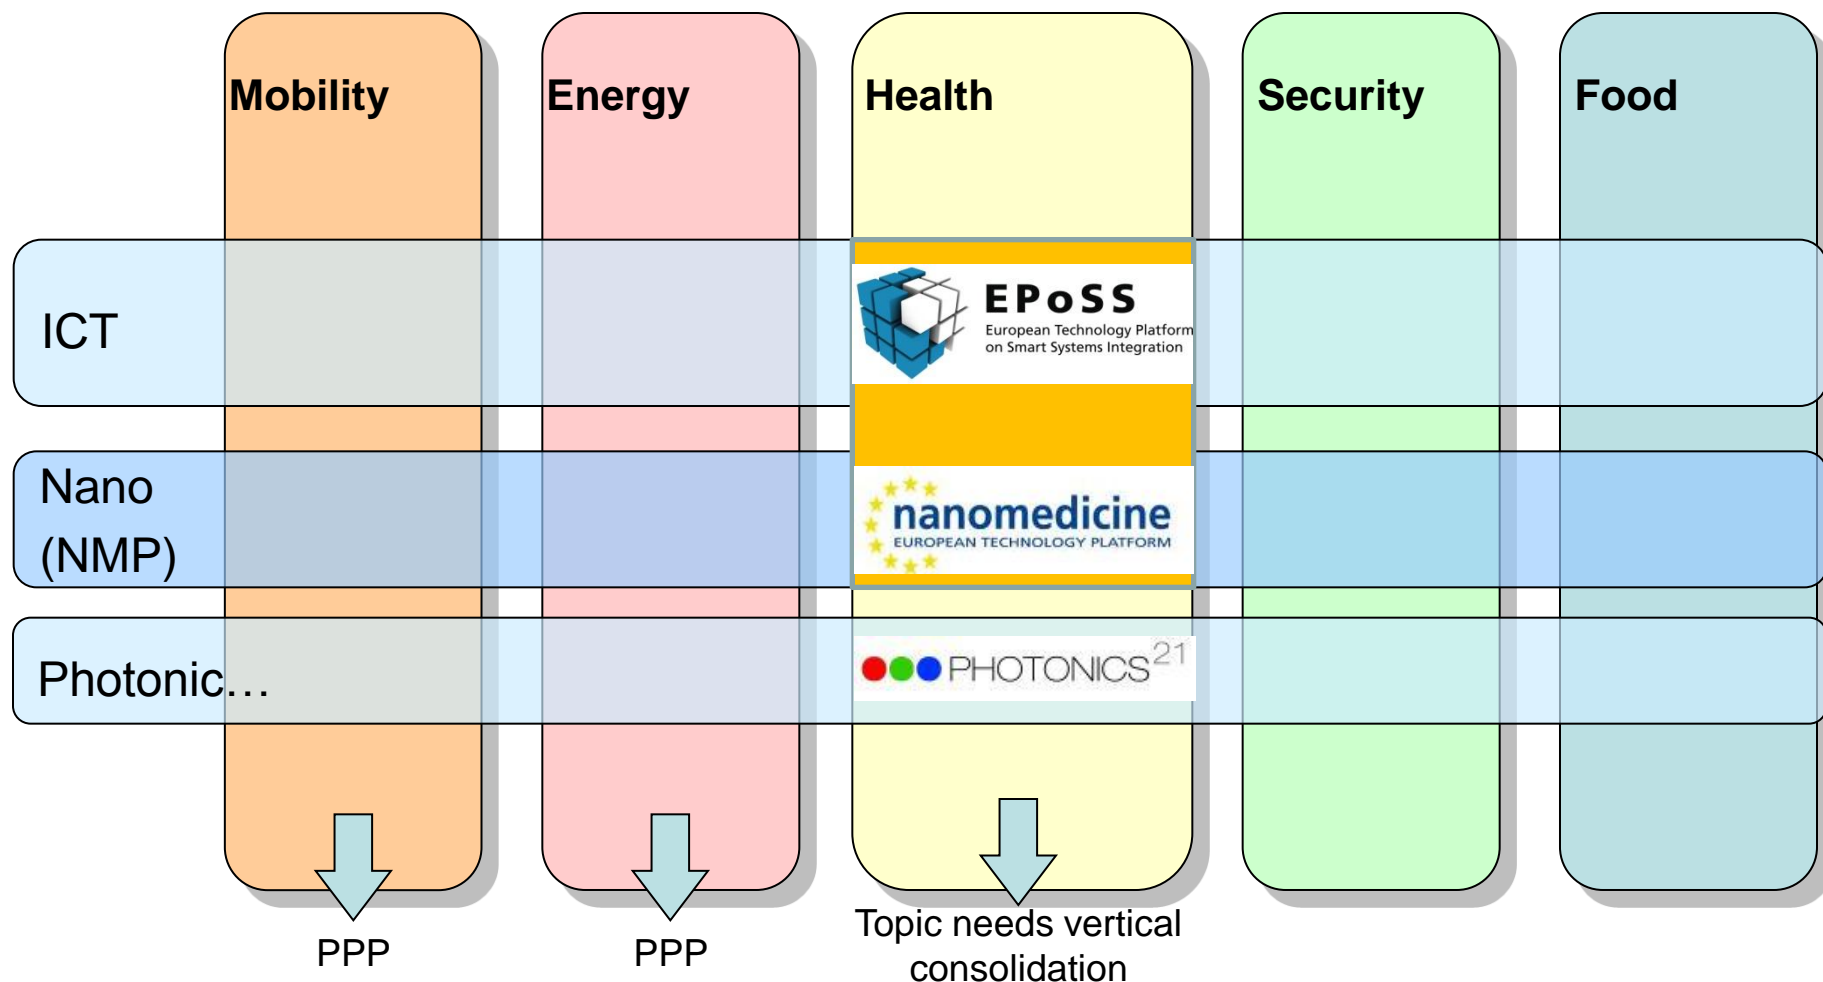 Mobility
Energy
Health
Security
Food
ICT
EPoSS
European Technology Platform
on Smart Systems Integration
Nano
(NMP)
nanomedicine
EUROPEAN TECHNOLOGY PLATFORM
Photonic…
PHOTONICS21
PPP
PPP
Topic needs vertical
consolidation